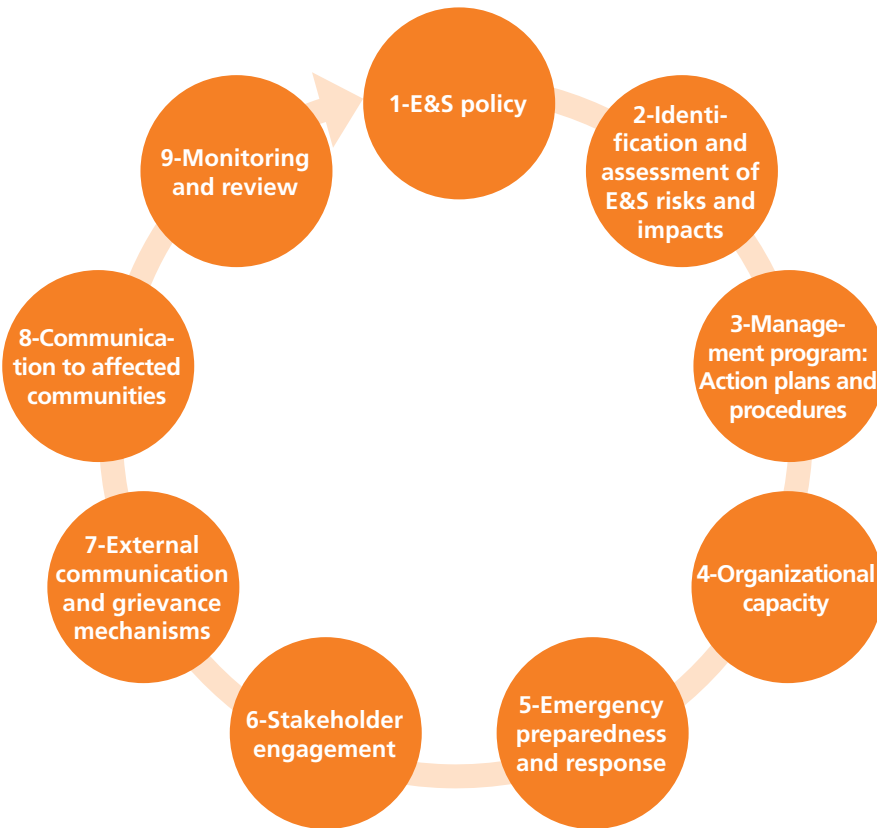 1-E&S policy
2-Identi-
fication and
assessment of
E&S risks and
impacts
3-Manage-
ment program:
Action plans and
procedures
4-Organizational
capacity
5-Emergency
preparedness
and response
6-Stakeholder
engagement
7-External
communication
and grievance
mechanisms
8-Communica-
tion to affected
communities
9-Monitoring
and review